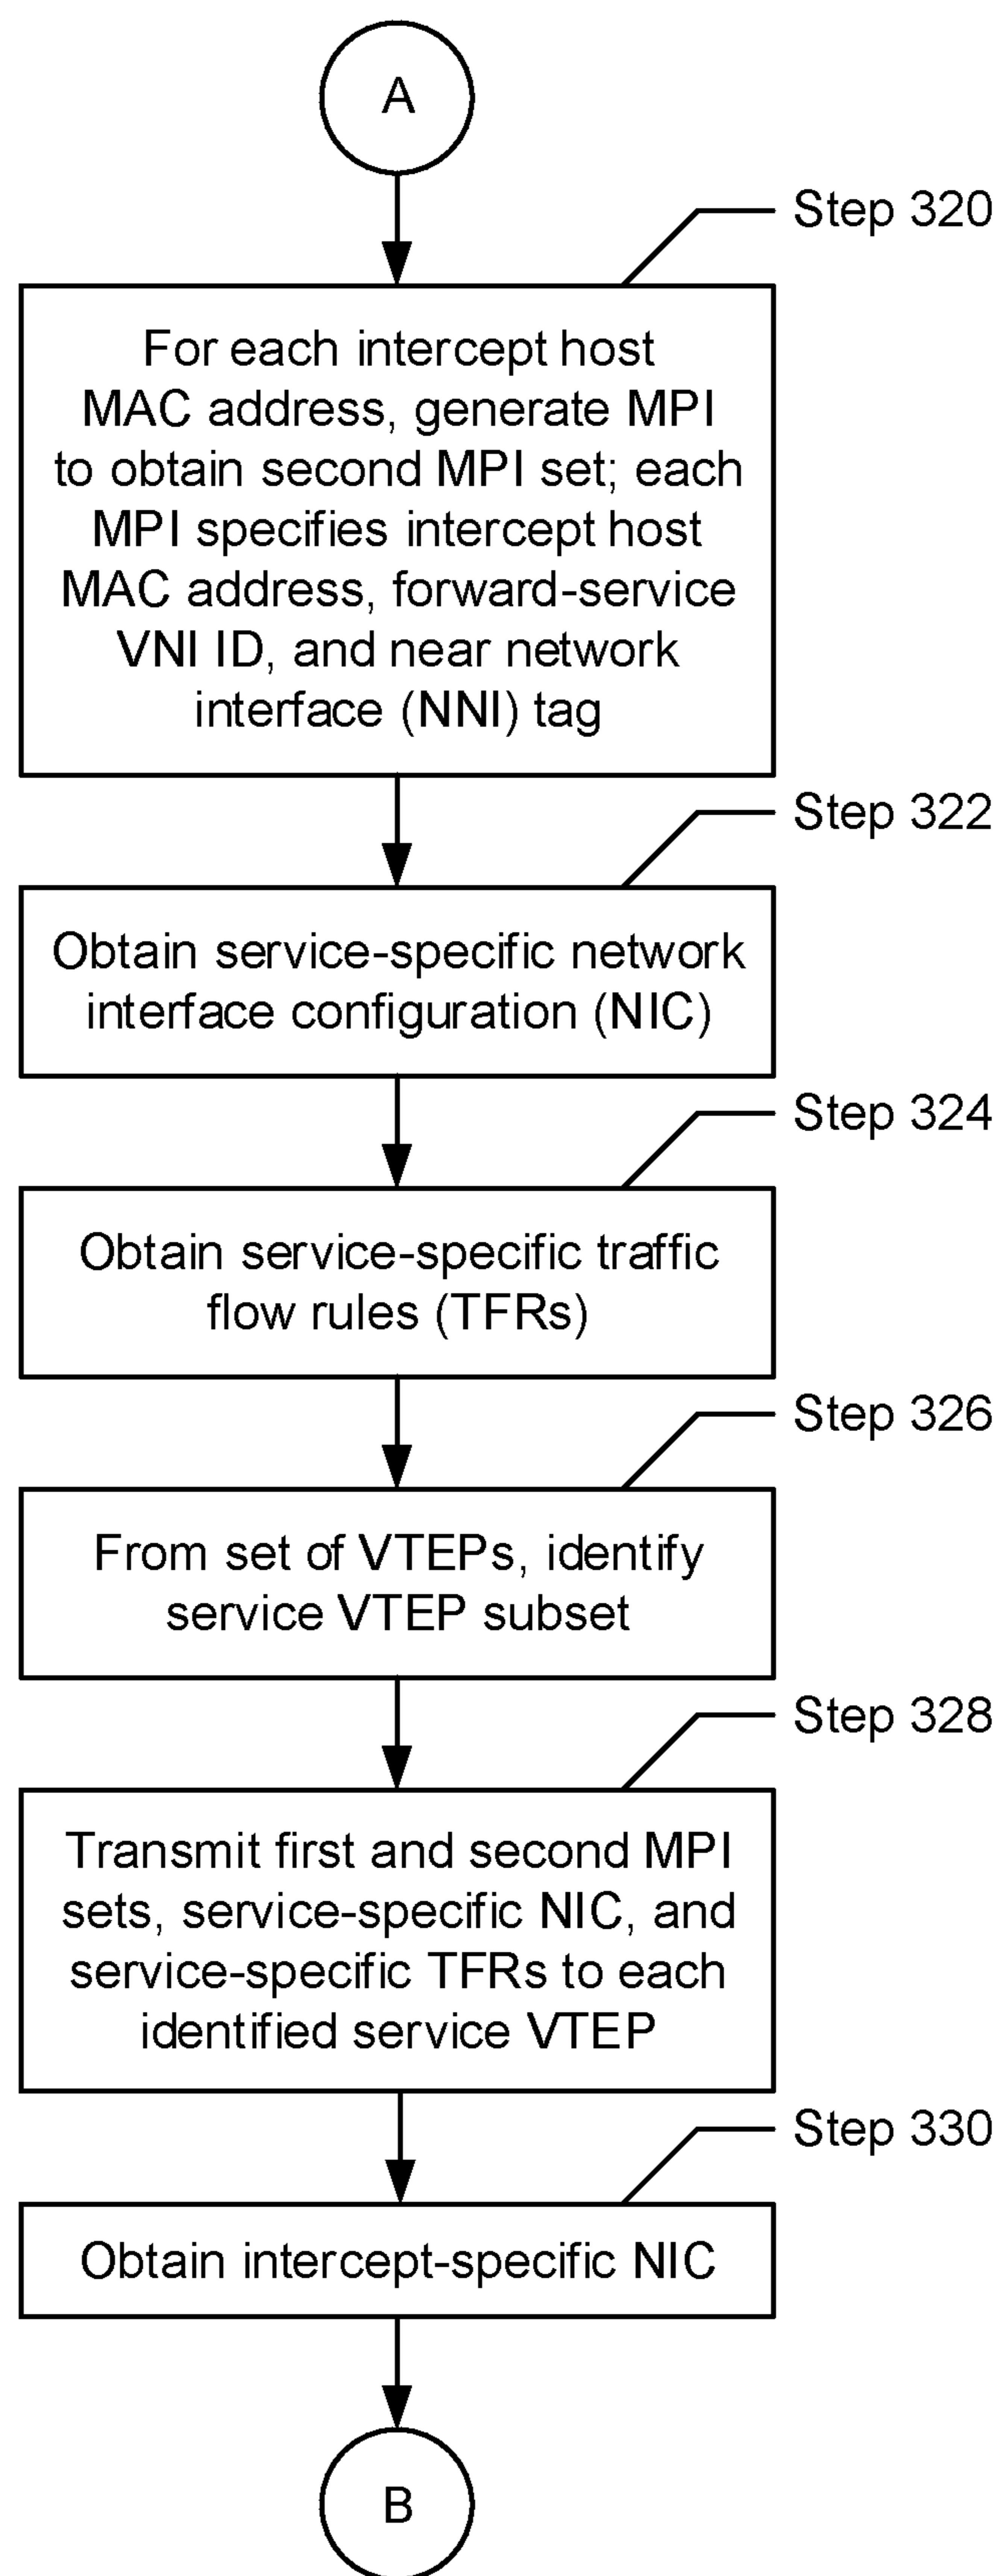 A
Step 320
For each intercept host
MAC address, generate MPI
to obtain second MPI set; each
MPI specifies intercept host
MAC address, forward-service
VNI ID, and near network
interface (NNI) tag
Step 322
Obtain service-specific network
interface configuration (NIC)
Step 324
Obtain service-specific traffic
flow rules (TFRs)
Step 326
From set of VTEPs, identify
service VTEP subset
Step 328
Transmit first and second MPI
sets, service-specific NIC, and
service-specific TFRs to each
identified service VTEP
Step 330
Obtain intercept-specific NIC
B